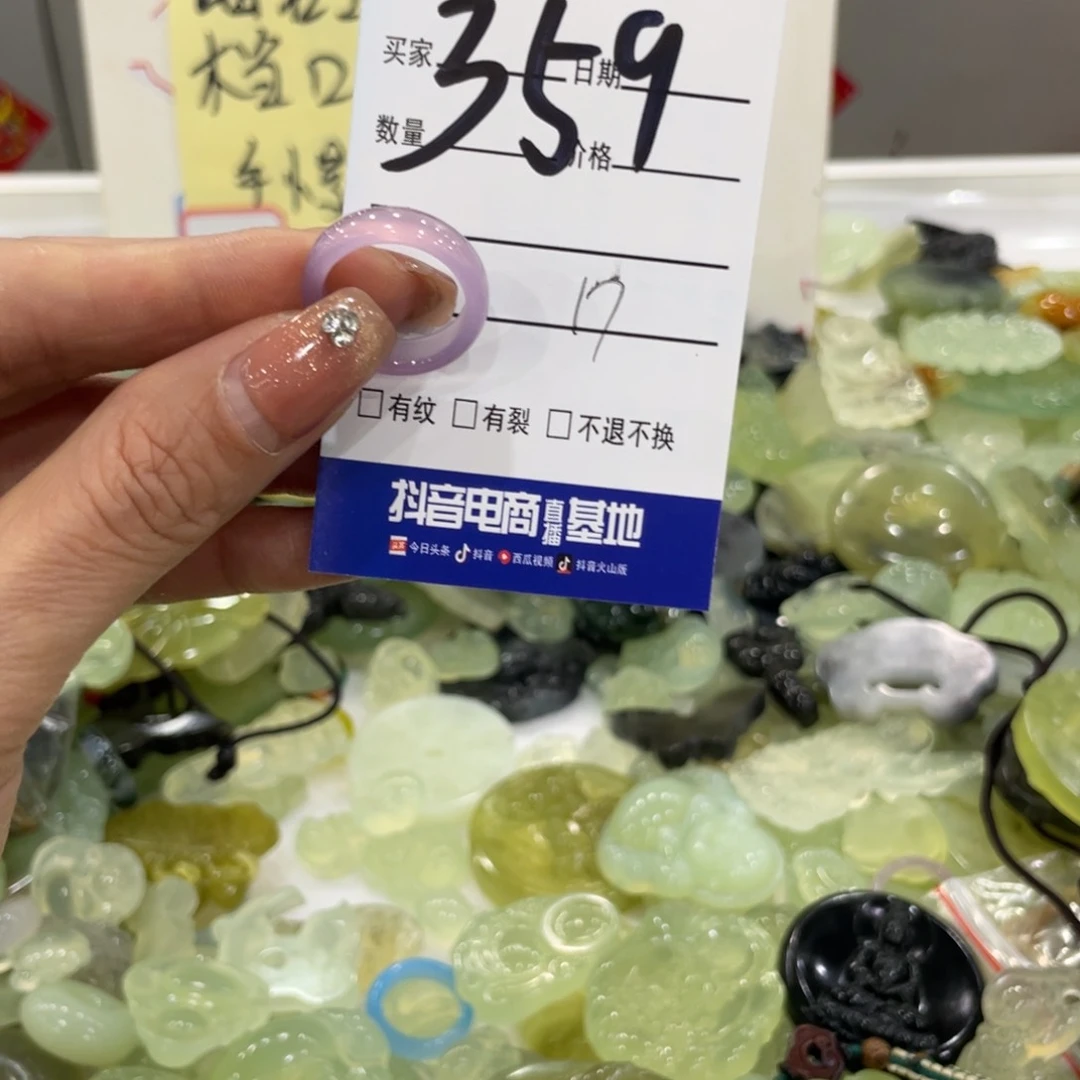 档口
359
买家 日期
数量 价格
17
□有纹 □有裂 □不退不换
抖音电商直播基地
头条 今日头条 抖音 西瓜视频 抖音火山版